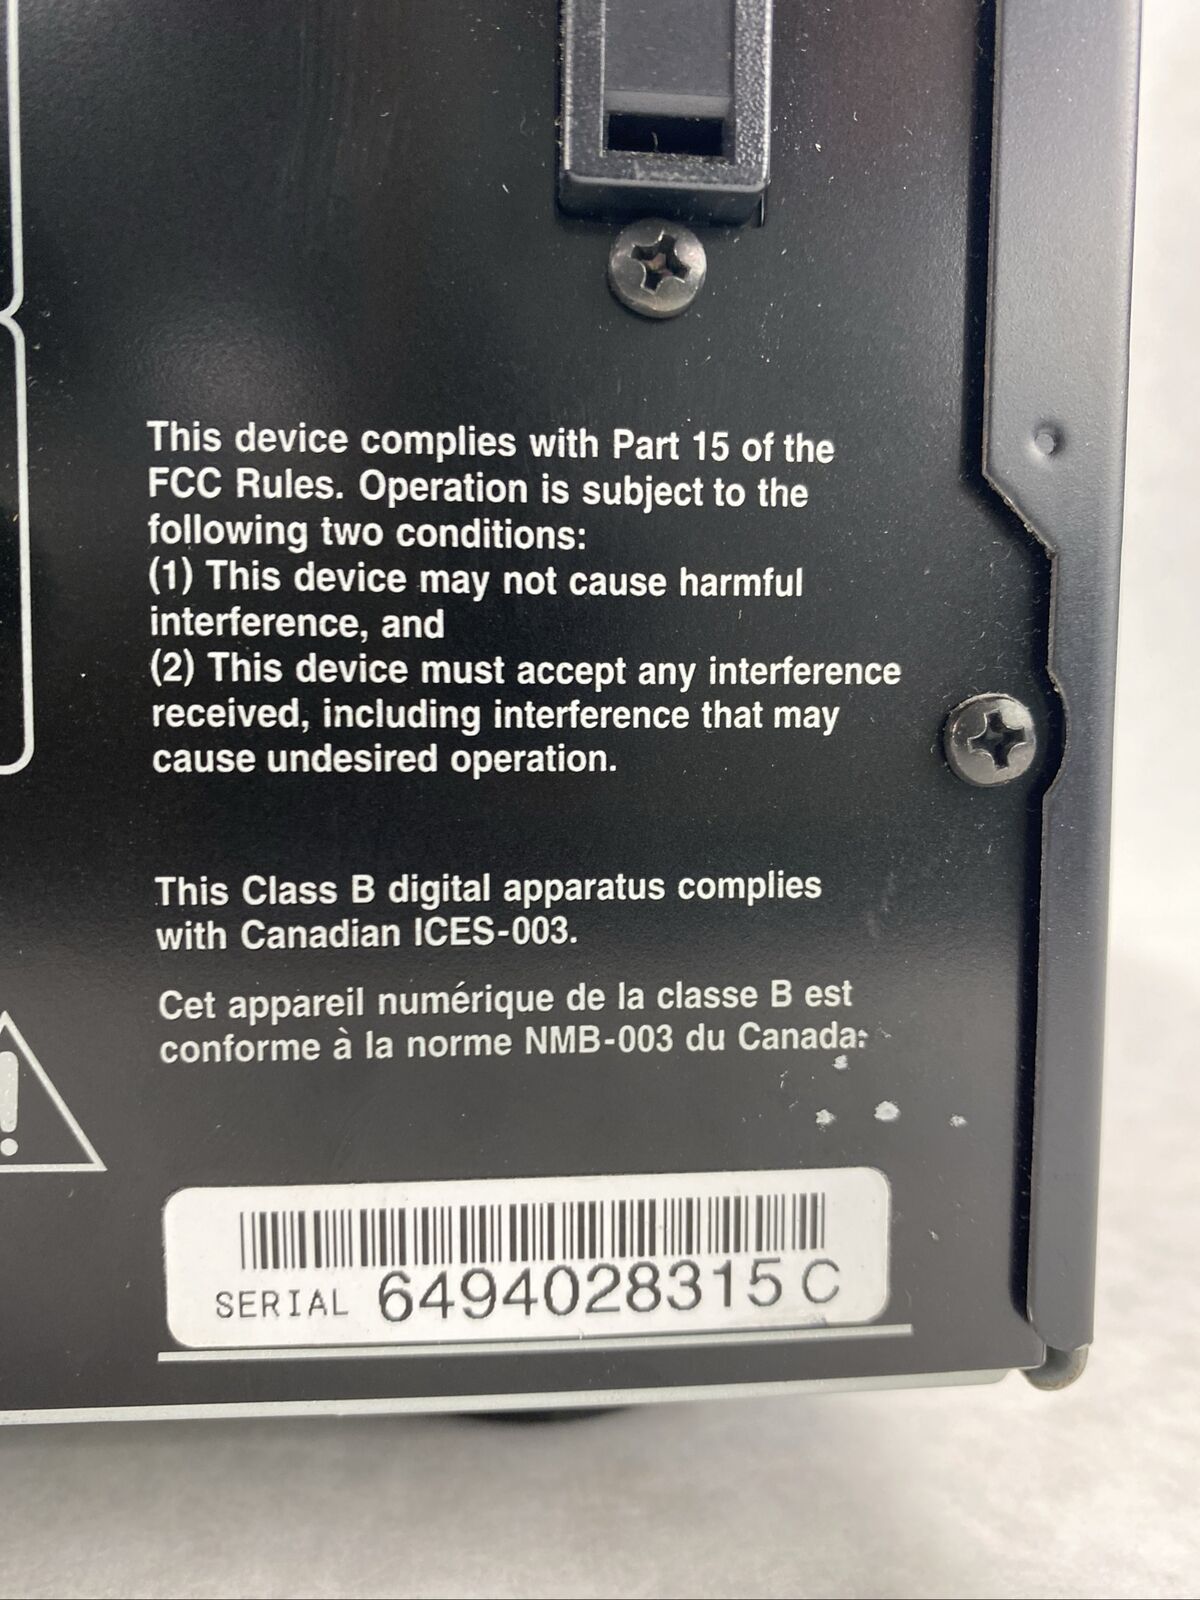 This device complies with Part 15 of the
FCC Rules. Operation is subject to the
following two conditions:
(1) This device may not cause harmful
interference, and
(2) This device must accept any interference
received, including interference that may
cause undesired operation.
This Class B digital apparatus complies
with Canadian ICES-003.
Cet appareil numérique de la classe B est
conforme à la norme NMB-003 du Canada.
SERIAL 6494028315 C